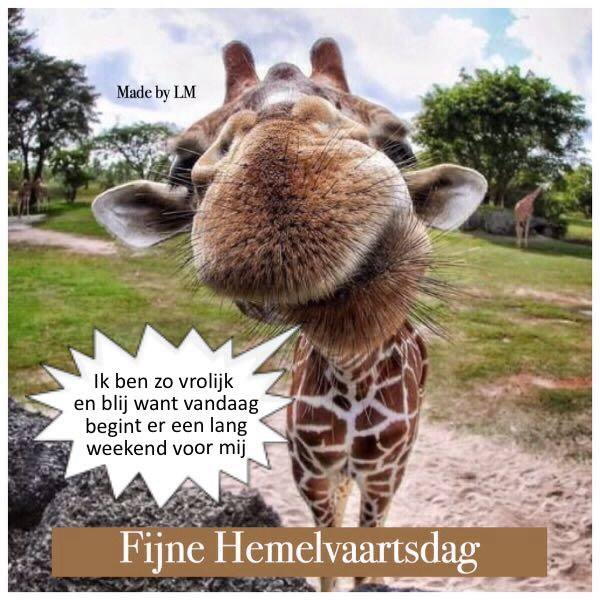 Made by LM
Ik ben zo vrolijk
en blij want vandaag
begint er een lang
weekend voor mij
Fijne Hemelvaartsdag